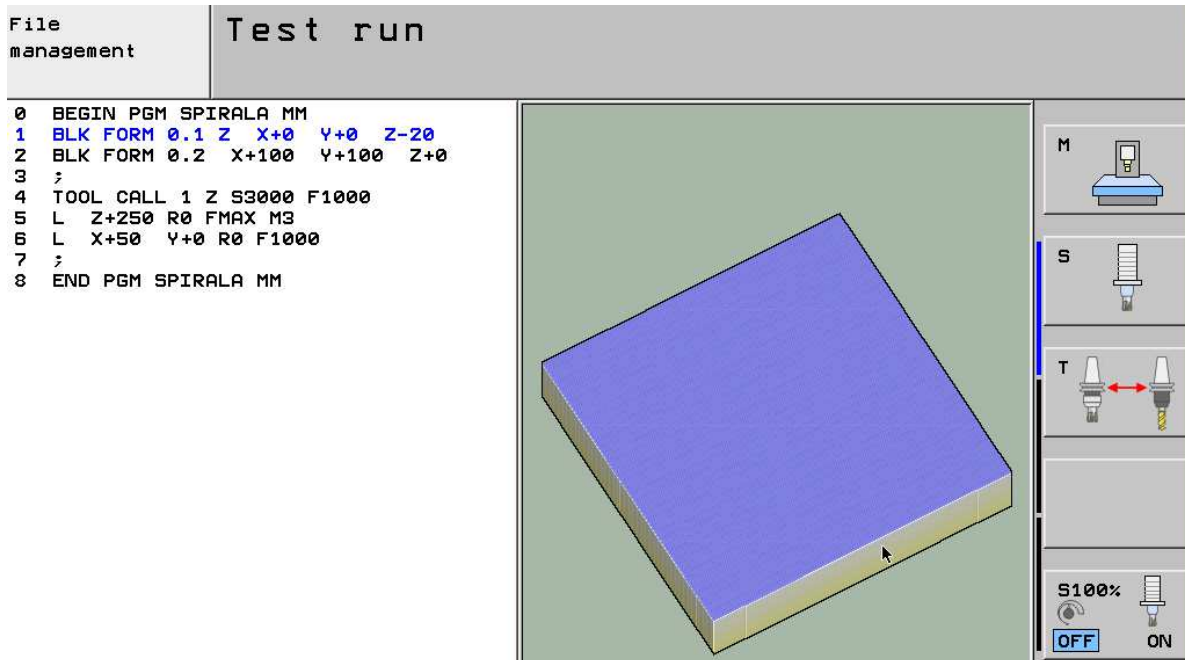 File
management
Test run
0 BEGIN PGM SPIRALA MM
1 BLK FORM 0.1 Z X+0 Y+0 Z-20
2 BLK FORM 0.2 X+100 Y+100 Z+0
3 ;
4 TOOL CALL 1 Z S3000 F1000
5 L Z+250 R0 FMAX M3
6 L X+50 Y+0 R0 F1000
7 ;
8 END PGM SPIRALA MM
M
S
T
S100%
OFF ON